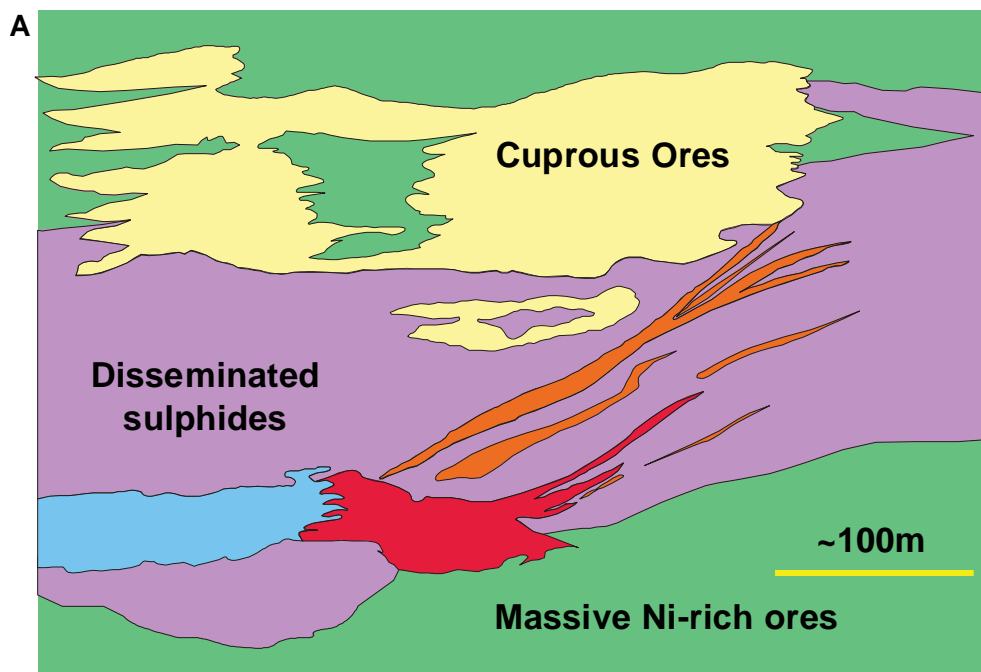 A
Cuprous Ores
Disseminated
sulphides
~100m
Massive Ni-rich ores